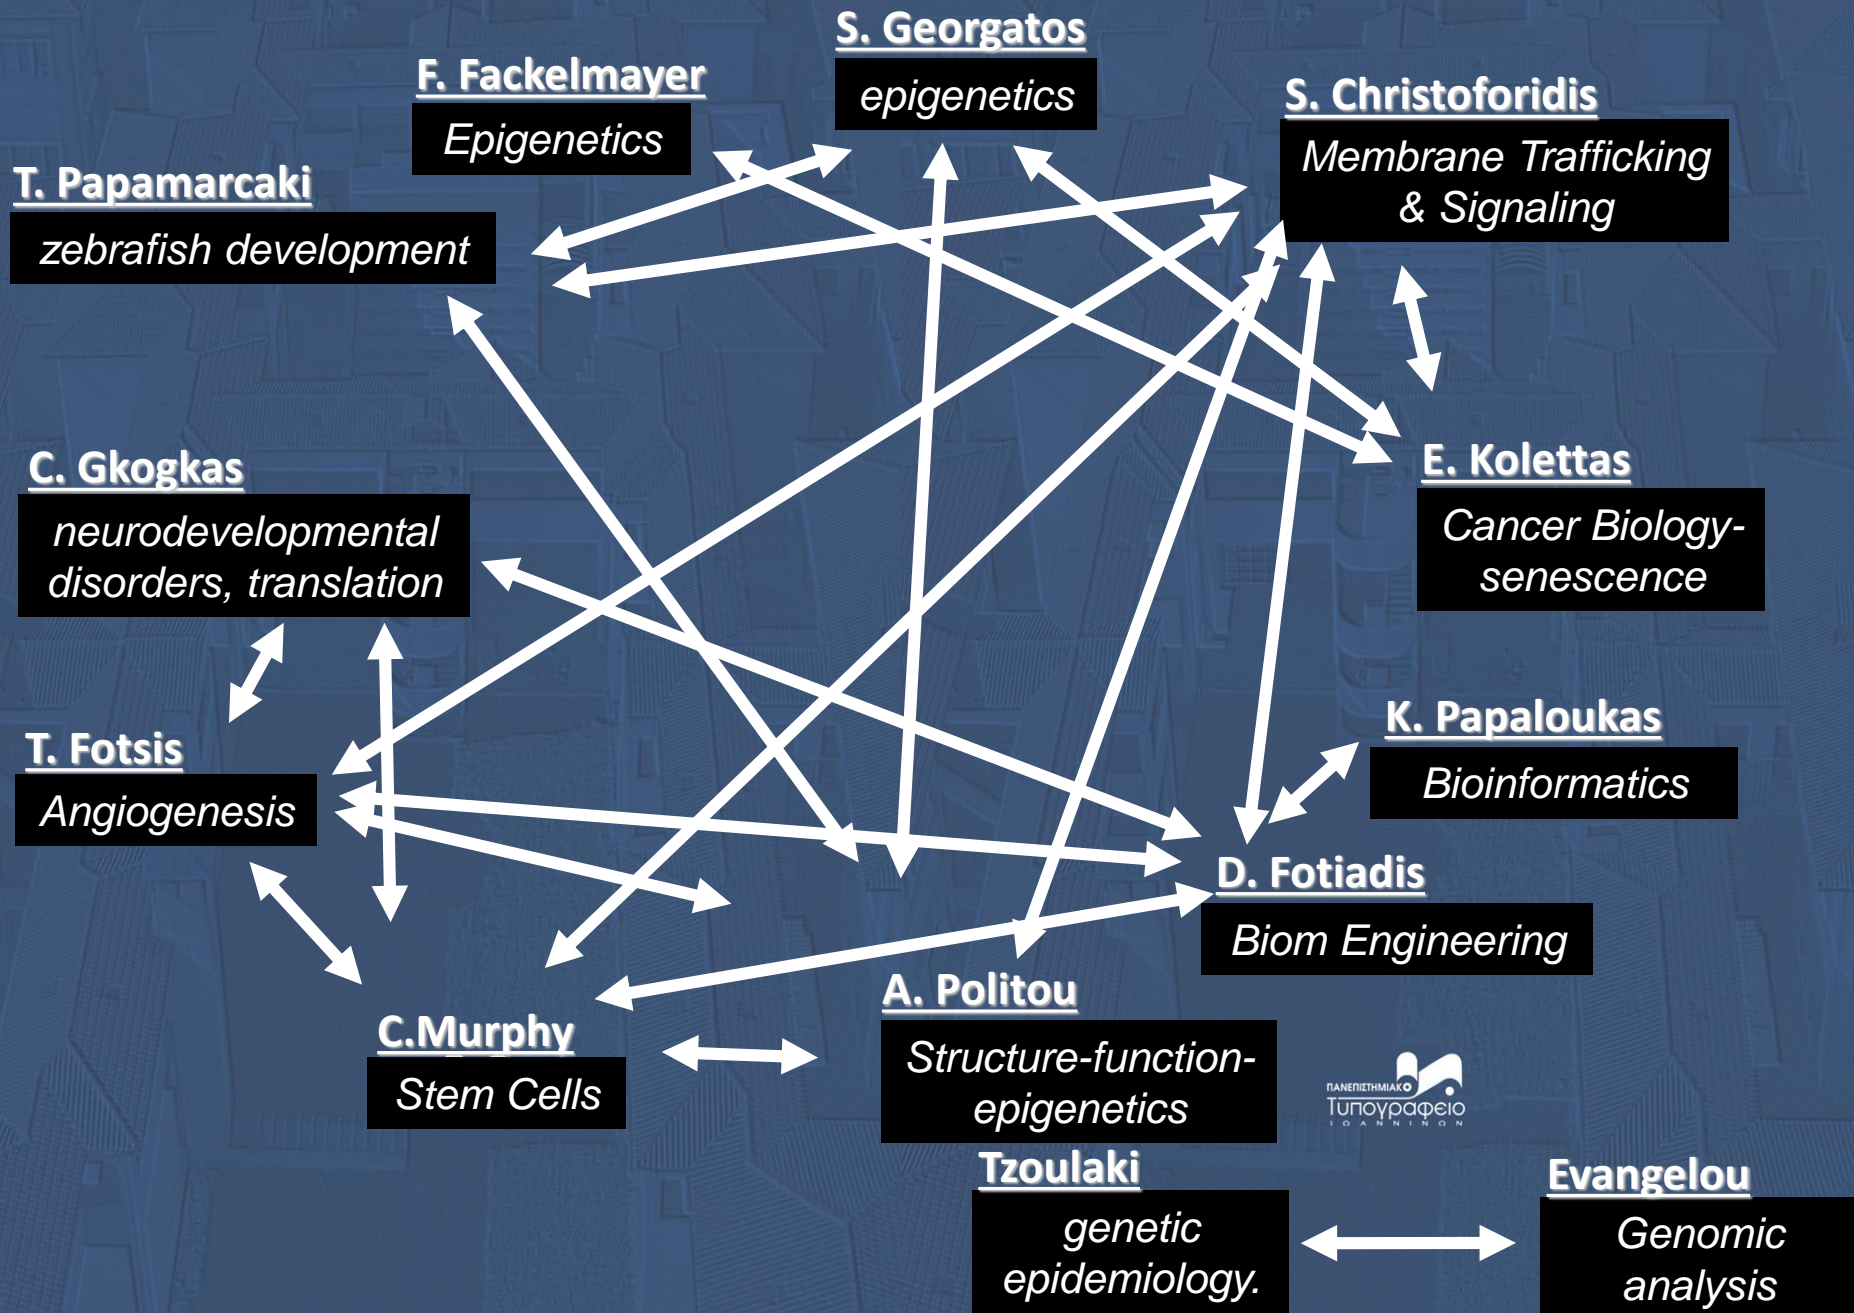 S. Georgatos
epigenetics
F. Fackelmayer
Epigenetics
S. Christoforidis
Membrane Trafficking
& Signaling
T. Papamarcaki
zebrafish development
C. Gkogkas
neurodevelopmental
disorders, translation
E. Kolettas
Cancer Biology-
senescence
T. Fotsis
Angiogenesis
K. Papaloukas
Bioinformatics
D. Fotiadis
Biom Engineering
C.Murphy
Stem Cells
A. Politou
Structure-function-
epigenetics
ΠΑΝΕΠΙΣΤΗΜΙΑΚΟ
Τυπογραφείο
ΙΩΑΝΝΙΝΩΝ
Tzoulaki
genetic
epidemiology.
Evangelou
Genomic
analysis